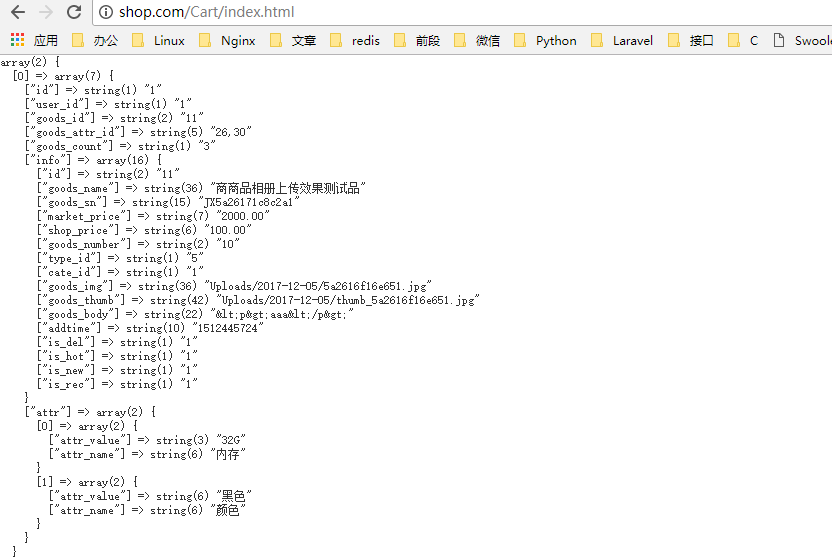 shop.com/Cart/index.html
应用 办公 Linux Nginx 文章 redis 前段 微信 Python Laravel 接口 C Swoole
array(2) {
  [0] => array(7) {
    ["id"] => string(1) "1"
    ["user_id"] => string(1) "1"
    ["goods_id"] => string(2) "11"
    ["goods_attr_id"] => string(5) "26,30"
    ["goods_count"] => string(1) "3"
    ["info"] => array(16) {
      ["id"] => string(2) "11"
      ["goods_name"] => string(36) "商商品相册上传效果测试品"
      ["goods_sn"] => string(15) "JX5a26171c8c2a1"
      ["market_price"] => string(7) "2000.00"
      ["shop_price"] => string(6) "100.00"
      ["goods_number"] => string(2) "10"
      ["type_id"] => string(1) "5"
      ["cate_id"] => string(1) "1"
      ["goods_img"] => string(36) "Uploads/2017-12-05/5a2616f16e651.jpg"
      ["goods_thumb"] => string(42) "Uploads/2017-12-05/thumb_5a2616f16e651.jpg"
      ["goods_body"] => string(22) "&lt;p&gt;aaa&lt;/p&gt;"
      ["addtime"] => string(10) "1512445724"
      ["is_del"] => string(1) "1"
      ["is_hot"] => string(1) "1"
      ["is_new"] => string(1) "1"
      ["is_rec"] => string(1) "1"
    }
    ["attr"] => array(2) {
      [0] => array(2) {
        ["attr_value"] => string(3) "32G"
        ["attr_name"] => string(6) "内存"
      }
      [1] => array(2) {
        ["attr_value"] => string(6) "黑色"
        ["attr_name"] => string(6) "颜色"
      }
    }
  }